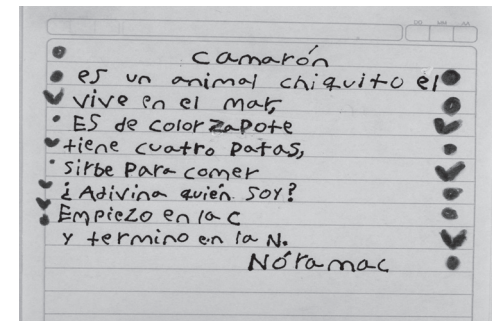 camarón
es un animal chiquito el
vive en el mar,
ES de color zapote
tiene cuatro patas,
sirbe para comer
¿Adivina quién soy?
Empiezo en la c
y termino en la N.
Nóramac